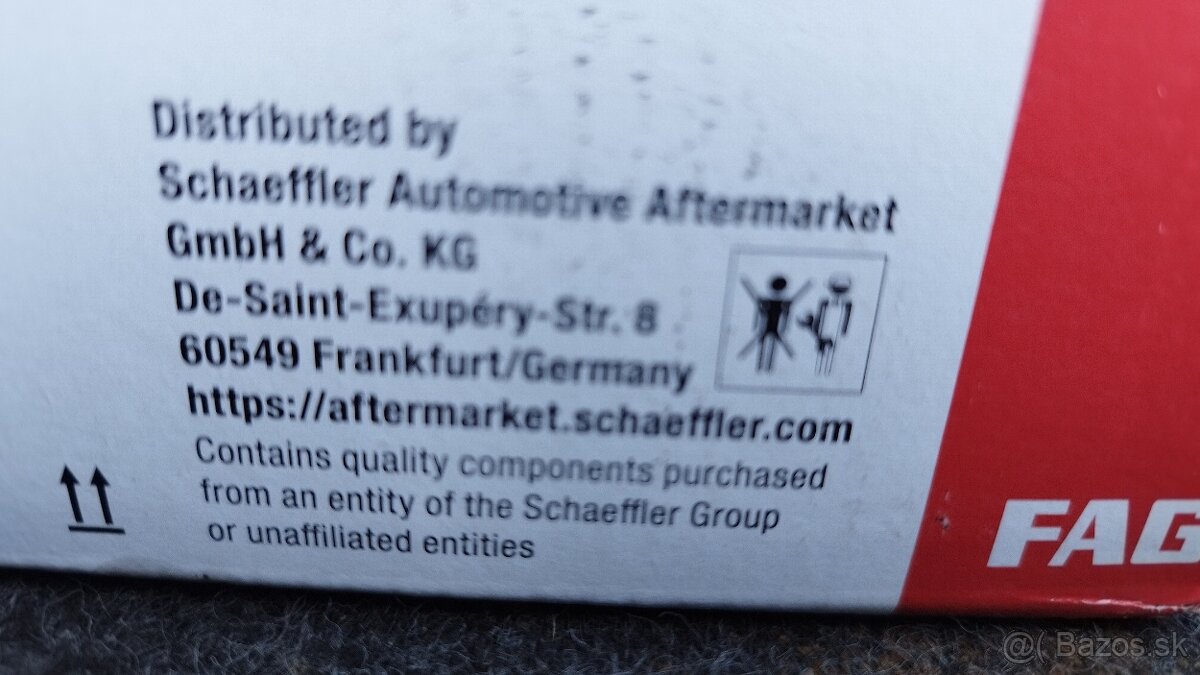 Distributed by
Schaeffler Automotive Aftermarket
GmbH & Co. KG
De-Saint-Exupéry-Str. 8
60549 Frankfurt/Germany
https://aftermarket.schaeffler.com
Contains quality components purchased
from an entity of the Schaeffler Group
or unaffiliated entities
FAG
@( Bazos.sk